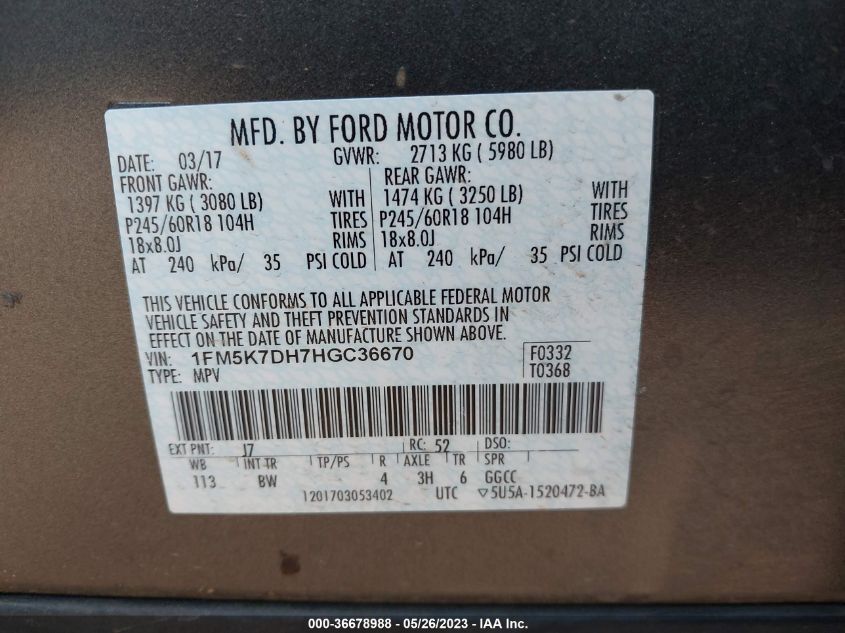 MFD. BY FORD MOTOR CO.
DATE: 03/17 GVWR: 2713 KG ( 5980 LB)
FRONT GAWR: REAR GAWR:
1397 KG ( 3080 LB) WITH 1474 KG ( 3250 LB) WITH
P245/60R18 104H TIRES P245/60R18 104H TIRES
18x8.0J RIMS 18x8.0J RIMS
AT 240 kPa/ 35 PSI COLD AT 240 kPa/ 35 PSI COLD
THIS VEHICLE CONFORMS TO ALL APPLICABLE FEDERAL MOTOR
VEHICLE SAFETY AND THEFT PREVENTION STANDARDS IN
EFFECT ON THE DATE OF MANUFACTURE SHOWN ABOVE.
VIN: 1FM5K7DH7HGC36670 F0332
TYPE: MPV T0368
EXT PNT: J7 RC: 52 DSO:
WB INT TR TP/PS R AXLE TR SPR
113 BW 4 3H 6 GGCC
1201703053402 UTC ▽5U5A-1520472-BA
000-36678988 - 05/26/2023 - IAA Inc.